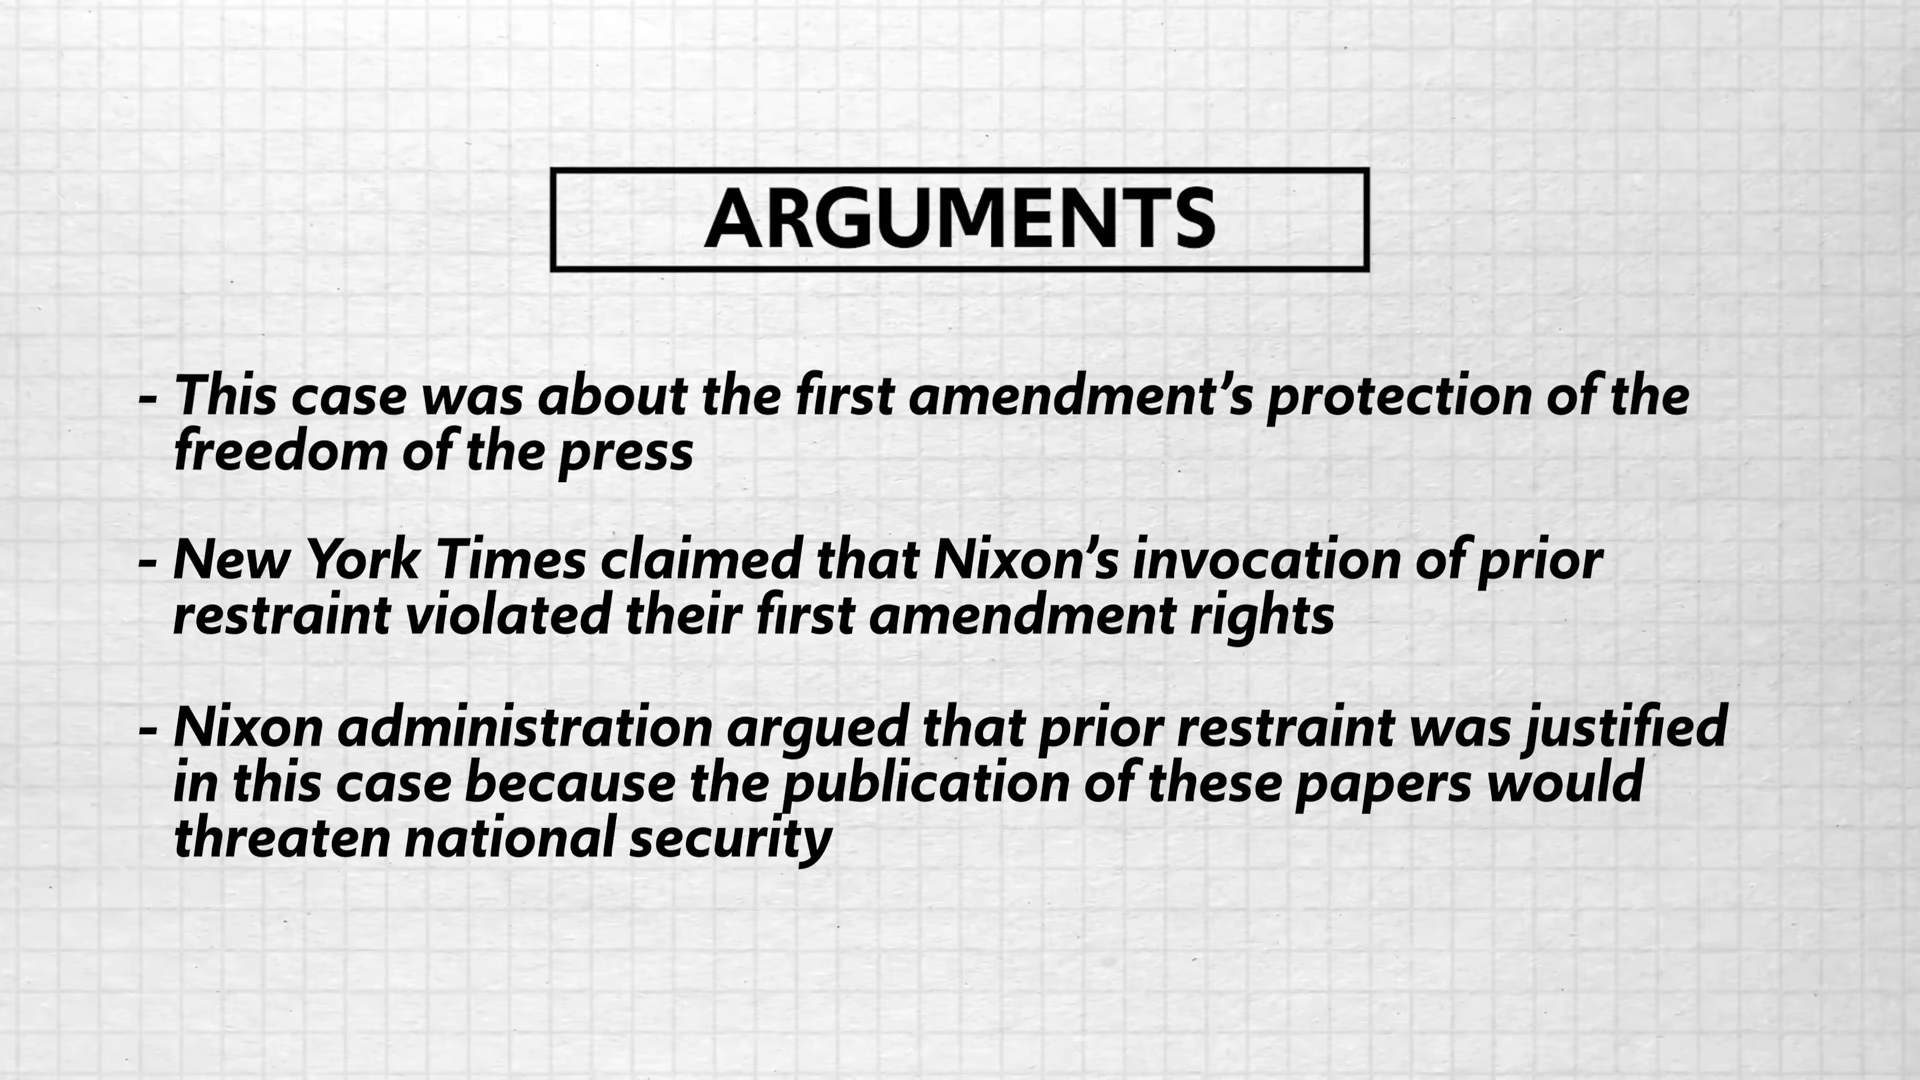 ARGUMENTS
- This case was about the first amendment’s protection of the
freedom of the press
- New York Times claimed that Nixon’s invocation of prior
restraint violated their first amendment rights
- Nixon administration argued that prior restraint was justified
in this case because the publication of these papers would
threaten national security